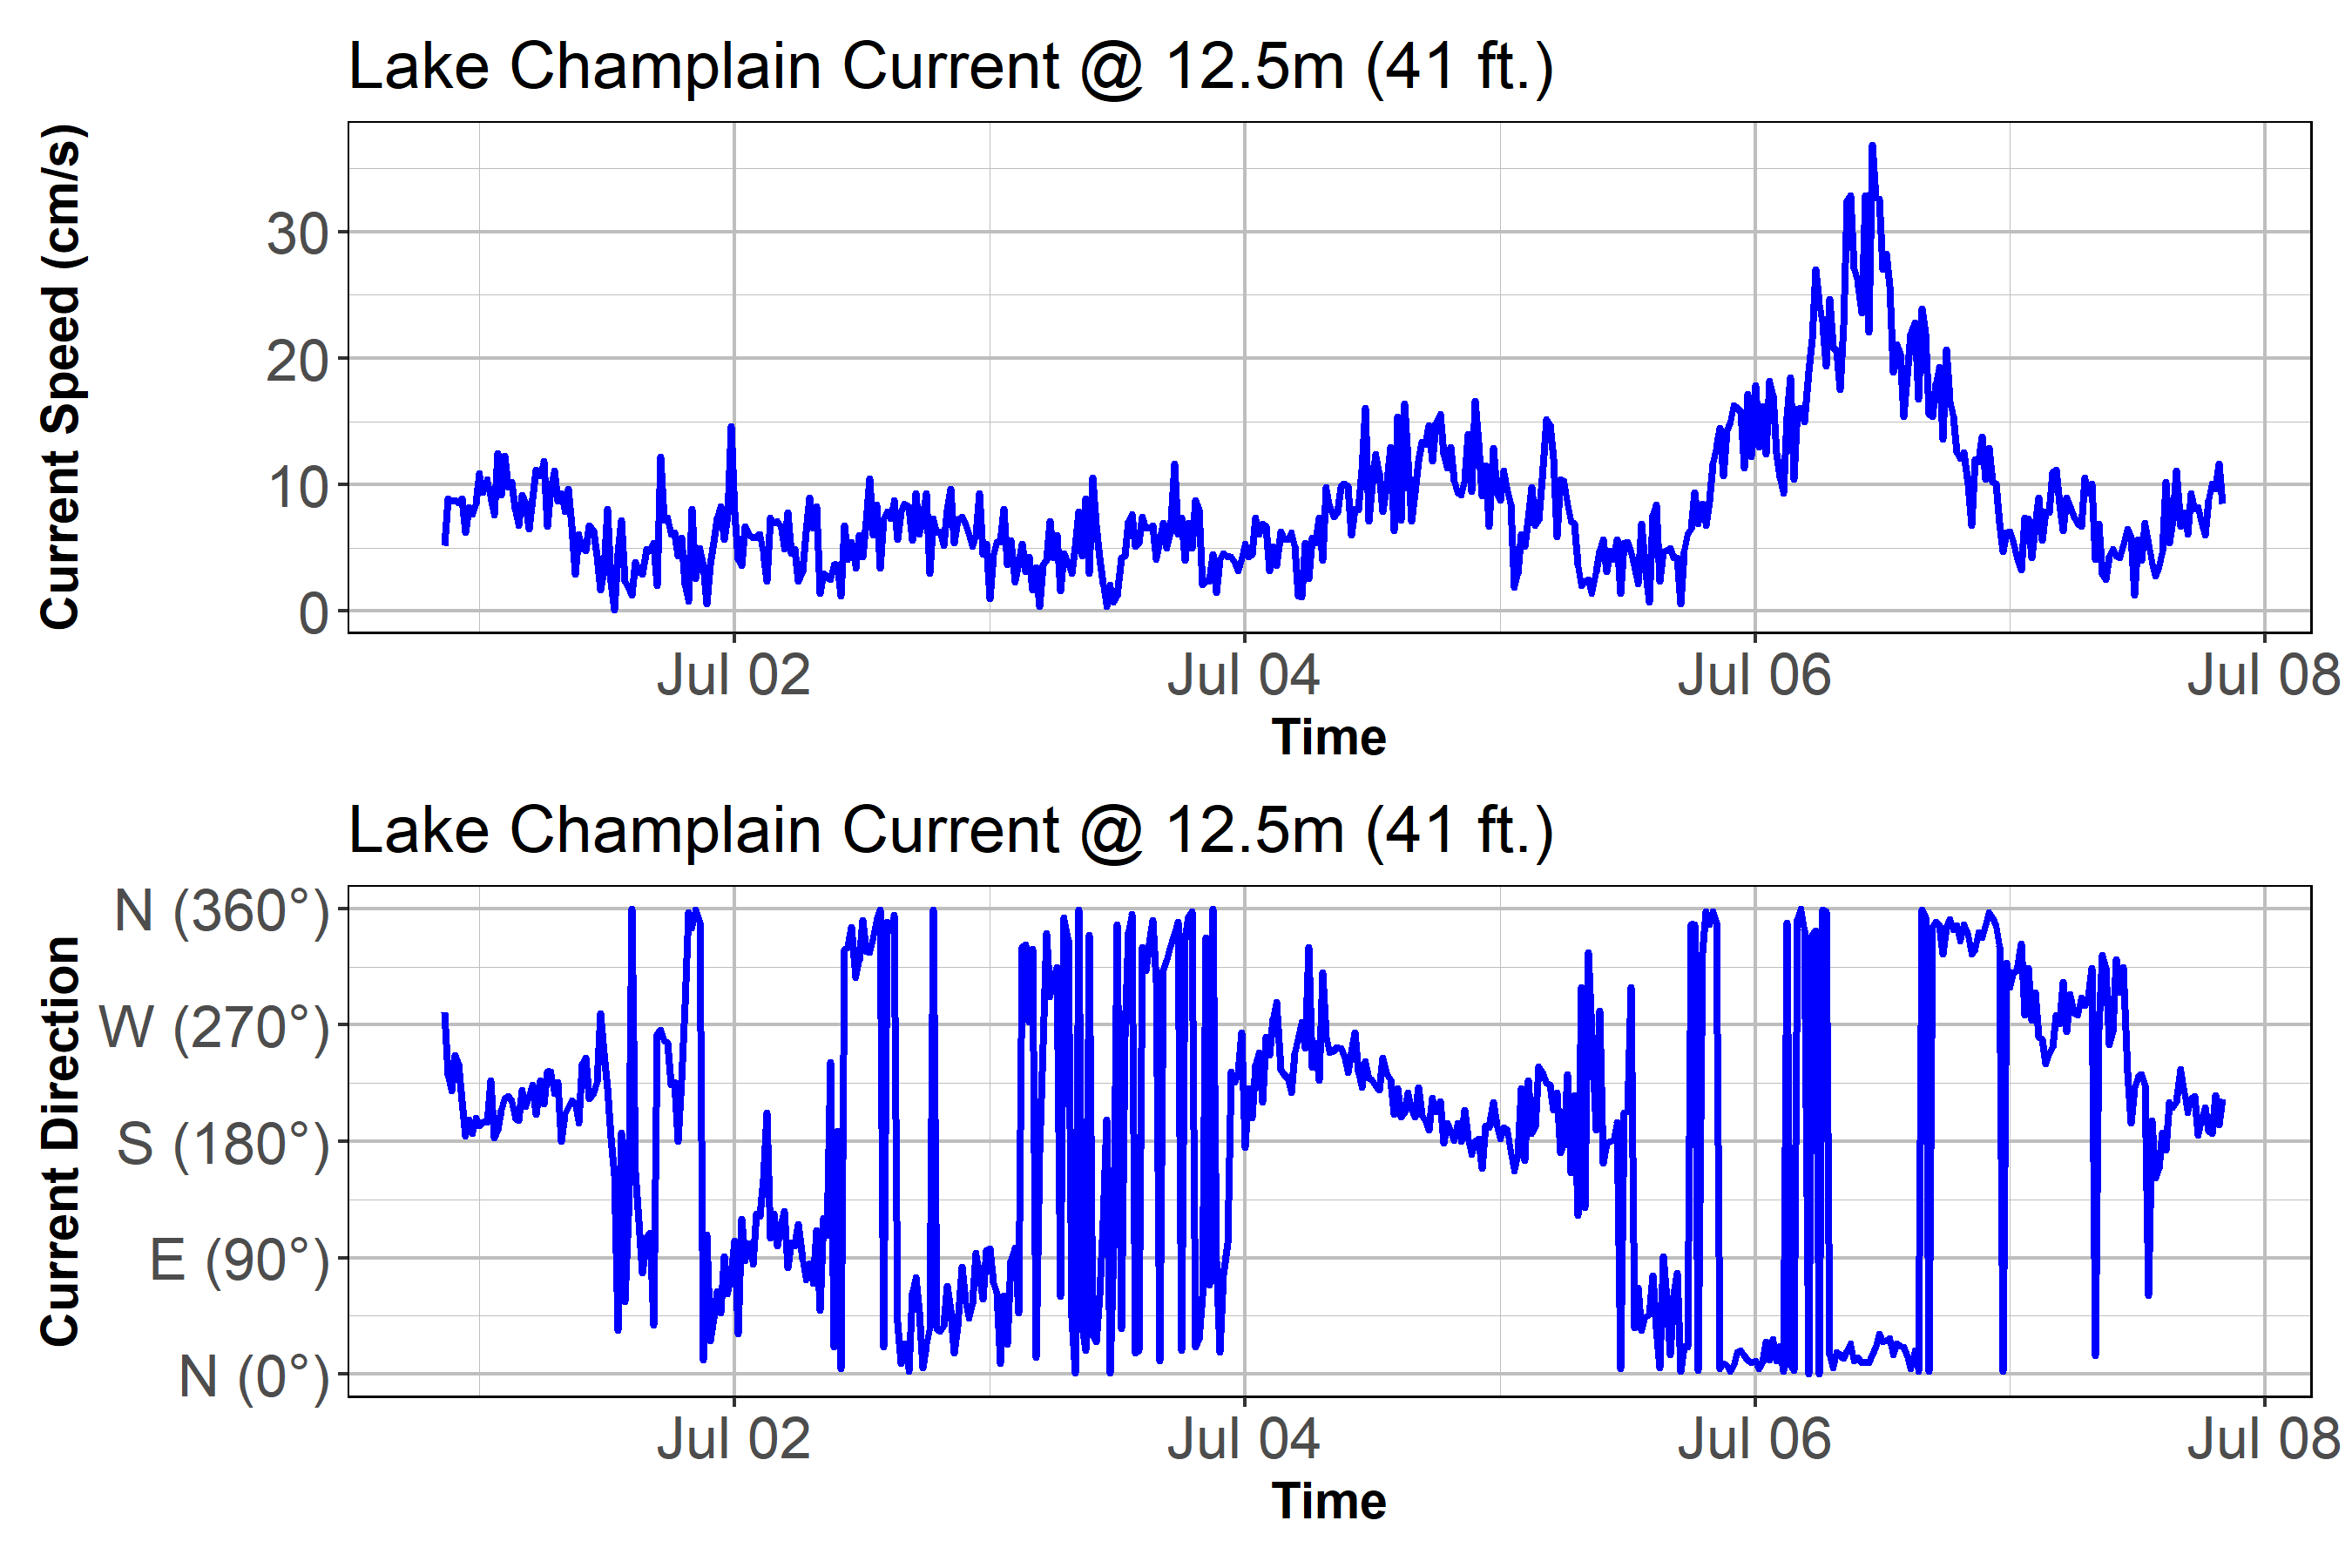 Lake Champlain Current @ 12.5m (41 ft.)
Current Speed (cm/s)
30
20
10
0
Jul 02 Jul 04 Jul 06 Jul 08
Time
Lake Champlain Current @ 12.5m (41 ft.)
Current Direction
N (360°)
W (270°)
S (180°)
E (90°)
N (0°)
Jul 02 Jul 04 Jul 06 Jul 08
Time